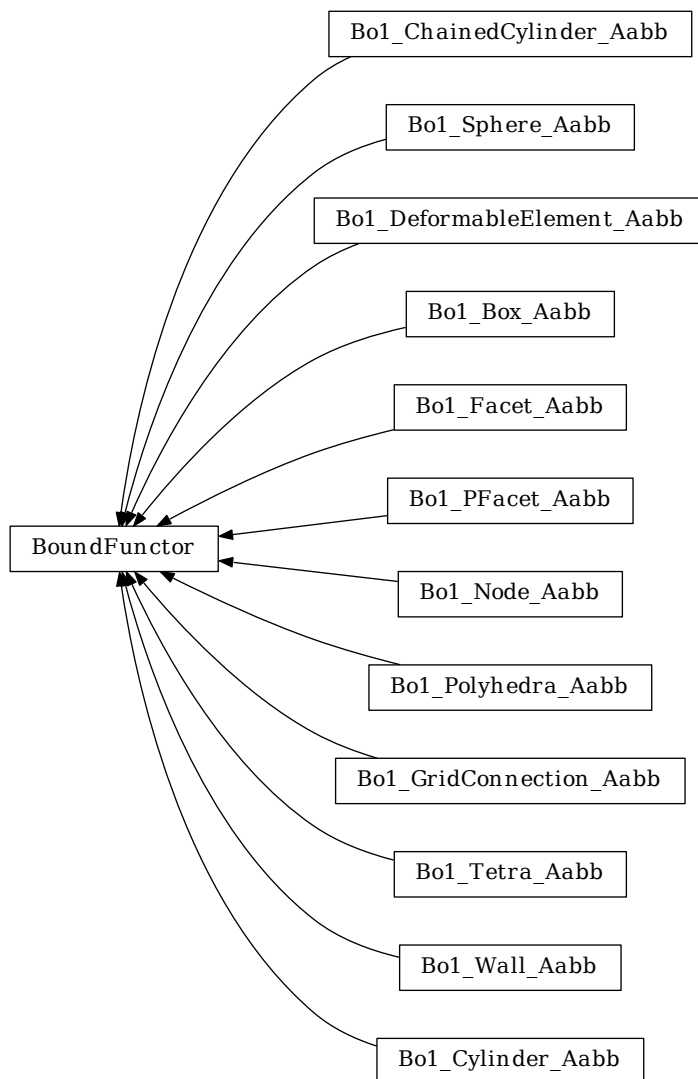 Bo1_ChainedCylinder_Aabb
Bo1_Sphere_Aabb
Bo1_DeformableElement_Aabb
Bo1_Box_Aabb
Bo1_Facet_Aabb
Bo1_PFacet_Aabb
BoundFunctor
Bo1_Node_Aabb
Bo1_Polyhedra_Aabb
Bo1_GridConnection_Aabb
Bo1_Tetra_Aabb
Bo1_Wall_Aabb
Bo1_Cylinder_Aabb